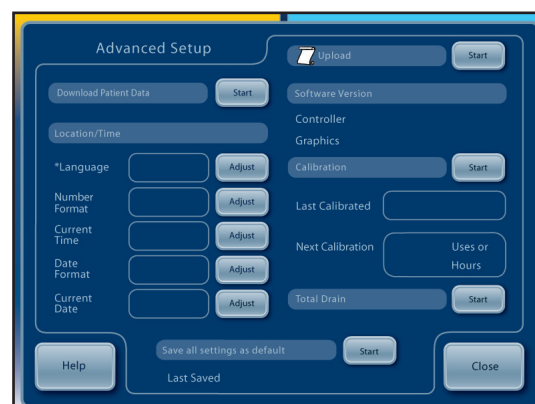 Advanced Setup
Upload
Start
Download Patient Data
Start
Software Version
Controller
Graphics
Location/Time
*Language
Adjust
Number
Format
Adjust
Current
Time
Adjust
Date
Format
Adjust
Current
Date
Adjust
Calibration
Start
Last Calibrated
Next Calibration
Uses or
Hours
Total Drain
Start
Save all settings as default
Start
Last Saved
Help
Close